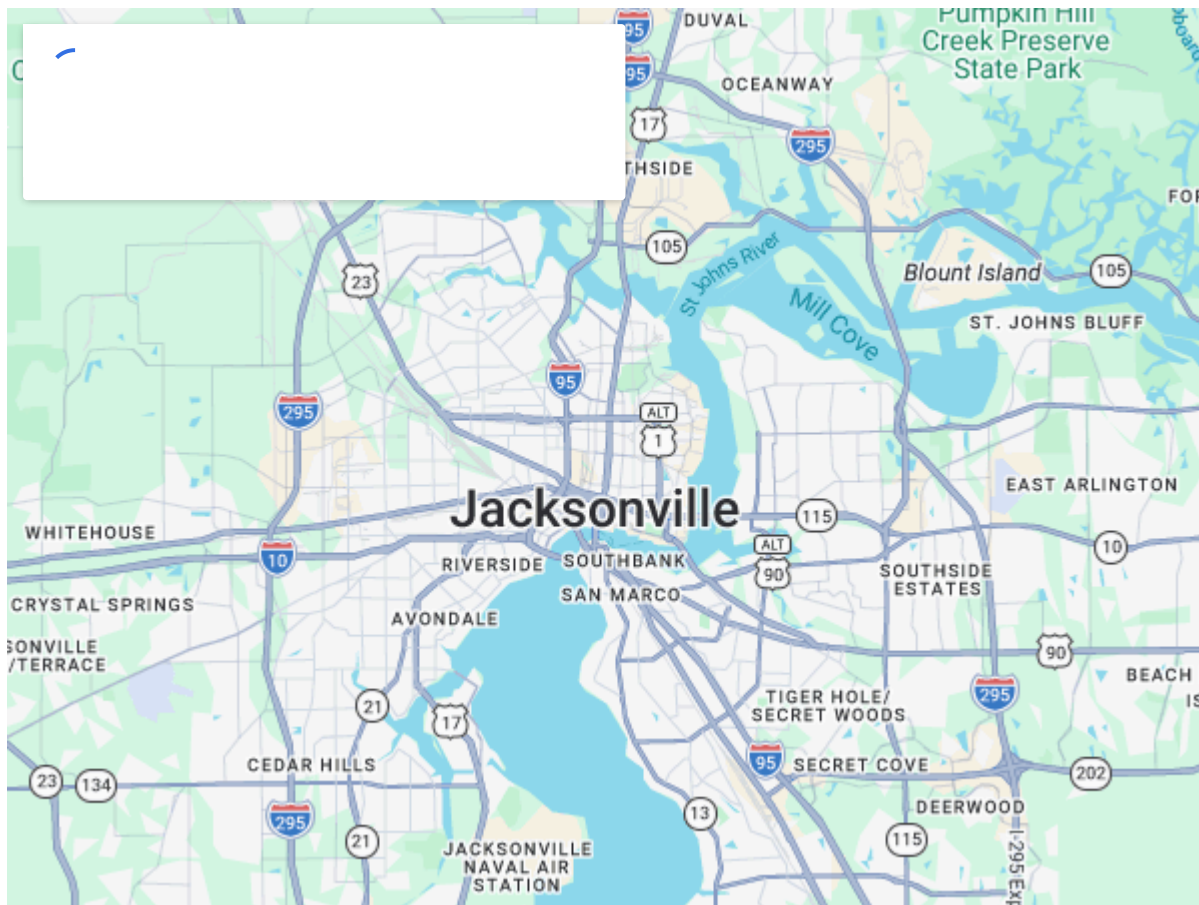 95
DUVAL
Pumpkin Hill
Creek Preserve
State Park
95
OCEANWAY
17
295
THSIDE
FOR
105
St Johns River
Blount Island
105
23
Mill Cove
ST. JOHNS BLUFF
95
295
ALT
1
EAST ARLINGTON
Jacksonville
115
WHITEHOUSE
10
ALT
90
10
RIVERSIDE
SOUTHBANK
SOUTHSIDE
ESTATES
SAN MARCO
CRYSTAL SPRINGS
AVONDALE
SONVILLE
/TERRACE
90
BEACH
IS
295
TIGER HOLE/
SECRET WOODS
21
17
95
SECRET COVE
CEDAR HILLS
202
23
134
DEERWOOD
295
13
115
21
I-295 Exp
JACKSONVILLE
NAVAL AIR
STATION